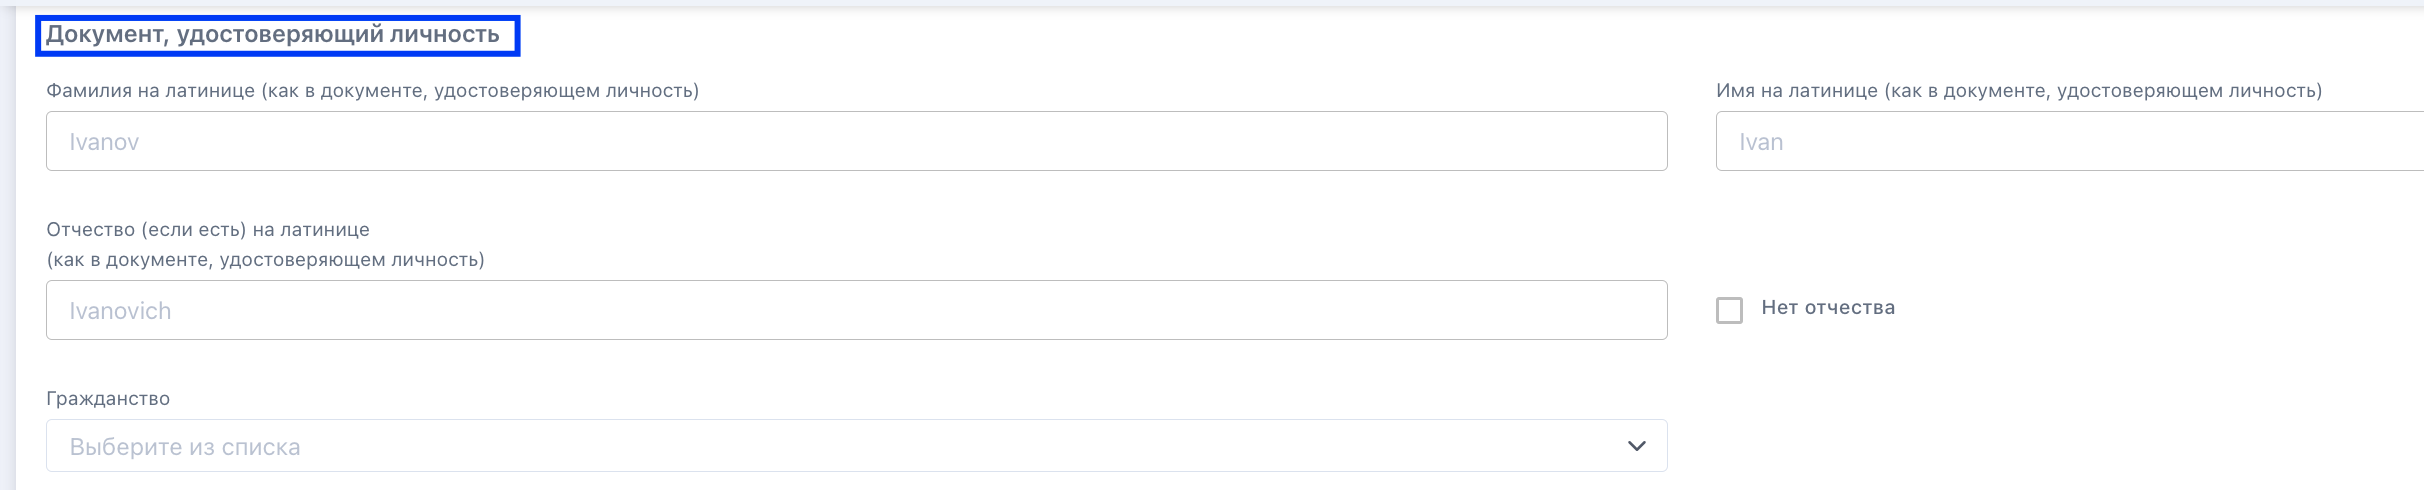 Документ, удостоверяющий личность
Фамилия на латинице (как в документе, удостоверяющем личность)
Имя на латинице (как в документе, удостоверяющем личность)
Ivanov
Ivan
Отчество (если есть) на латинице
(как в документе, удостоверяющем личность)
Ivanovich
Нет отчества
Гражданство
Выберите из списка